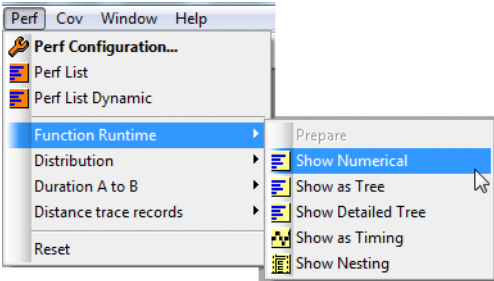 Perf Cov Window Help
Perf Configuration...
Perf List
Perf List Dynamic
Function Runtime
Distribution
Duration A to B
Distance trace records
Reset
Prepare
Show Numerical
Show as Tree
Show Detailed Tree
Show as Timing
Show Nesting